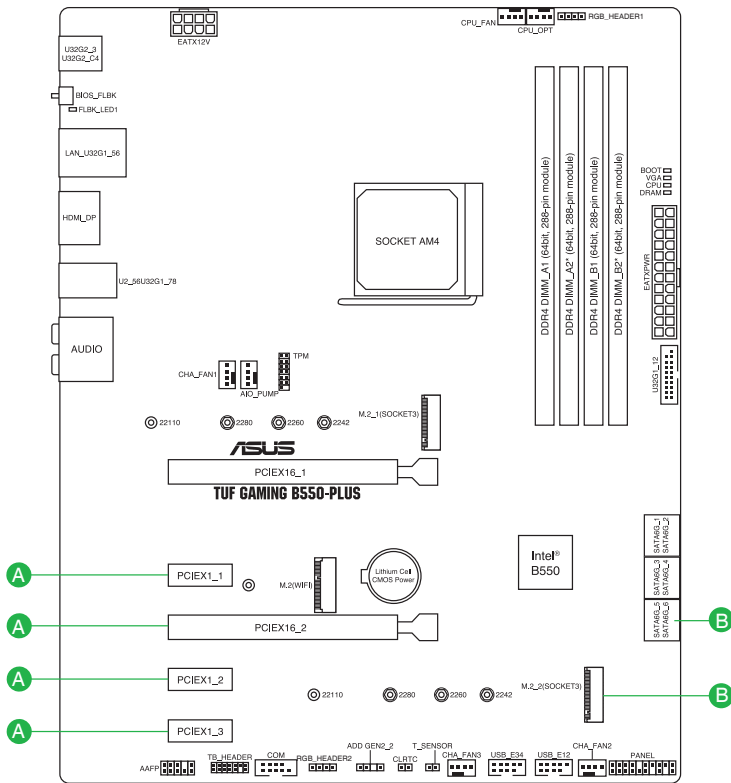 CPU_FAN
CPU_OPT
RGB_HEADER1
EATX12V
U32G2_3
U32G2_C4
BIOS_FLBK
FLBK_LED1
LAN_U32G1_56
HDMI_DP
U2_56U32G1_78
AUDIO
SOCKET AM4
DDR4 DIMM_A1 (64bit, 288-pin module)
DDR4 DIMM_A2* (64bit, 288-pin module)
DDR4 DIMM_B1 (64bit, 288-pin module)
DDR4 DIMM_B2* (64bit, 288-pin module)
BOOT
VGA
CPU
DRAM
EATXPWR
U32G1_12
CHA_FAN1
AIO_PUMP
TPM
22110
2280
2260
2242
M.2_1(SOCKET3)
ASUS
PCIEX16_1
TUF GAMING B550-PLUS
SATA6G_1
SATA6G_2
Intel®
B550
SATA6G_3
SATA6G_4
A
PCIEX1_1
M.2(WIFI)
Lithium Cell
CMOS Power
SATA6G_5
SATA6G_6
B
A
PCIEX16_2
A
PCIEX1_2
22110
2280
2260
2242
M.2_2(SOCKET3)
B
A
PCIEX1_3
AAFP
TB_HEADER
COM
RGB_HEADER2
ADD GEN2_2
CLRTC
T_SENSOR
CHA_FAN3
USB_E34
USB_E12
CHA_FAN2
PANEL